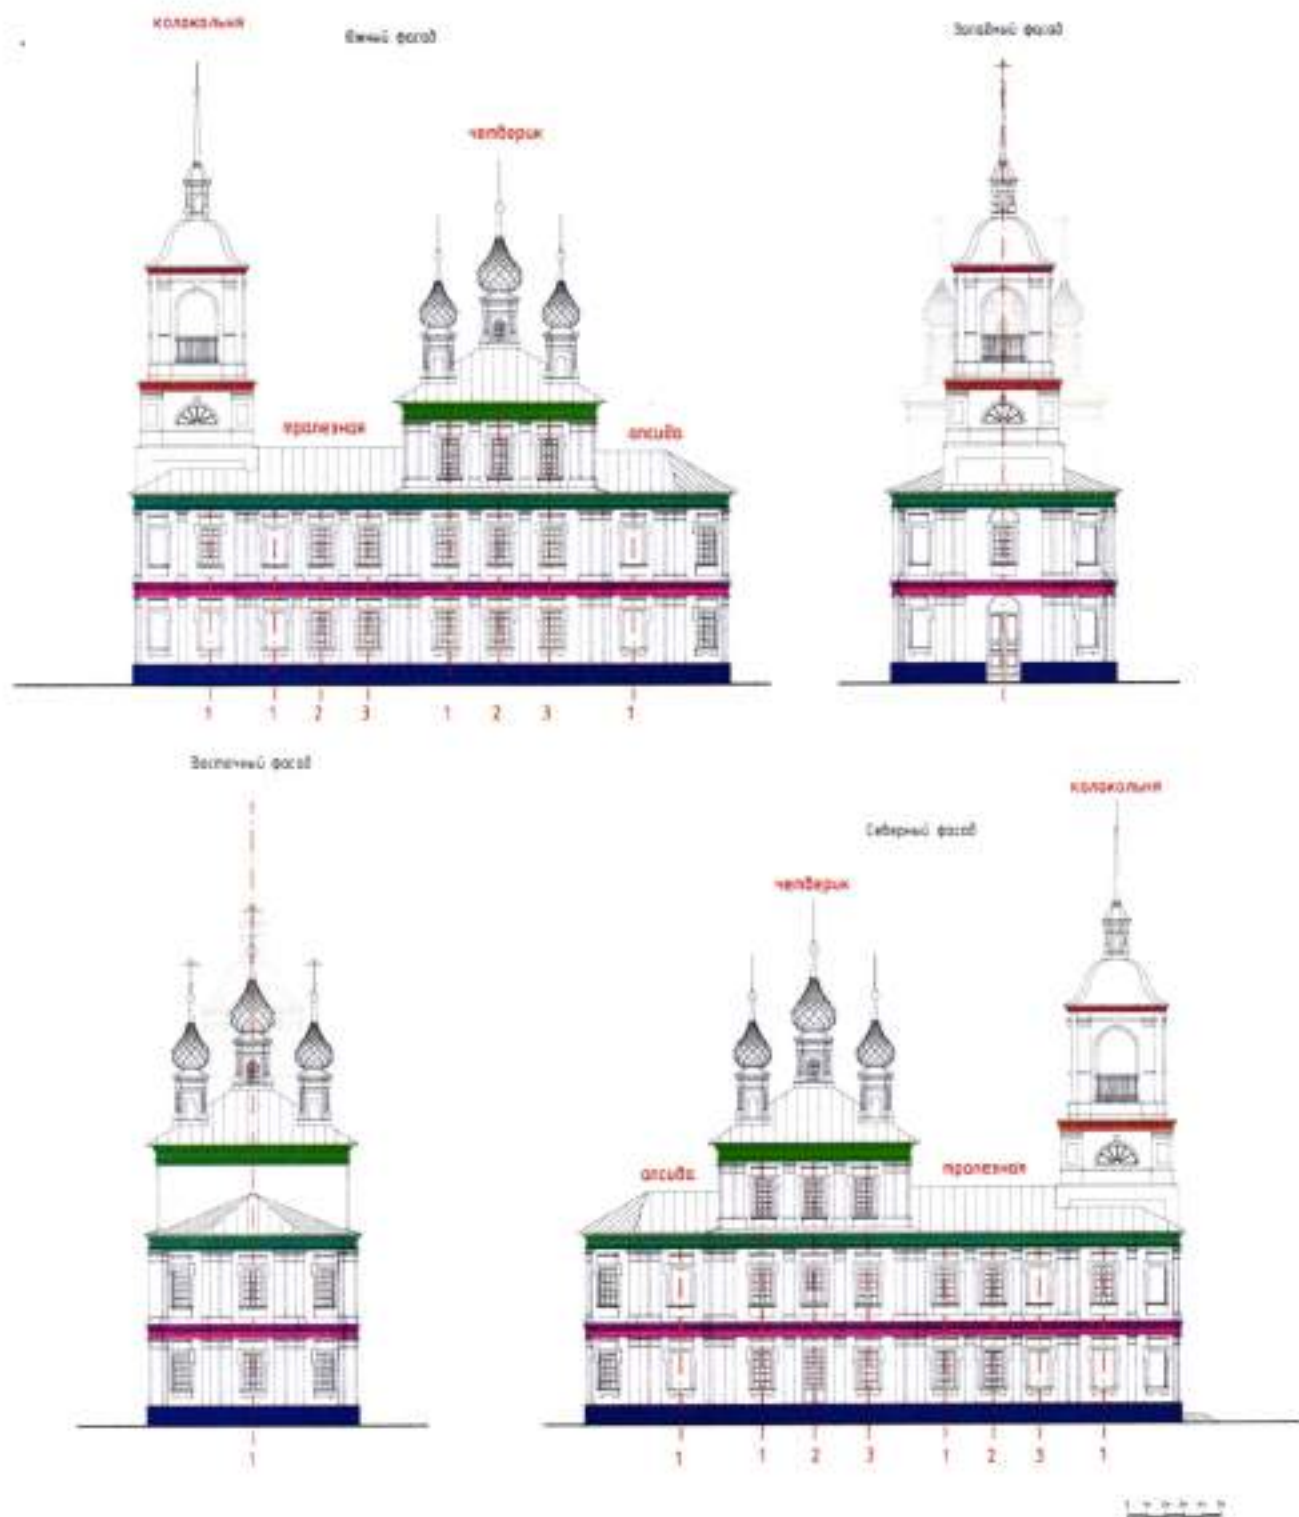 колокольня
Южный фасад
Западный фасад
четверик
трапезная
апсида
1 1 2 3 1 2 3 1
1
Восточный фасад
колокольня
Северный фасад
четверик
апсида
трапезная
1
1 1 2 3 1 2 3 1